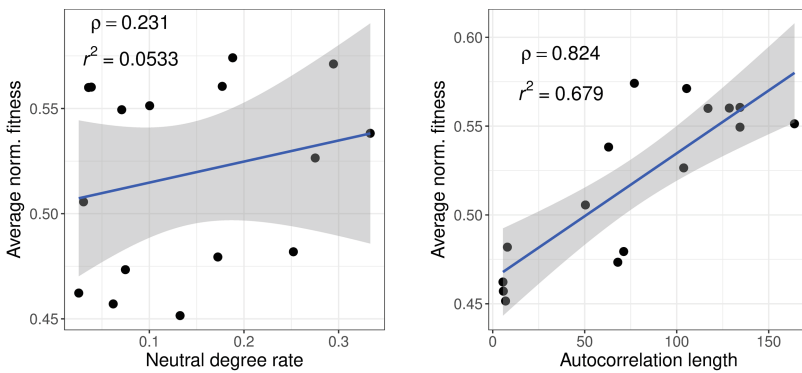 ρ = 0.231
r² = 0.0533
0.55
0.50
0.45
0.1 0.2 0.3
Neutral degree rate
Average norm. fitness
ρ = 0.824
r² = 0.679
0.60
0.55
0.50
0.45
0 50 100 150
Autocorrelation length
Average norm. fitness